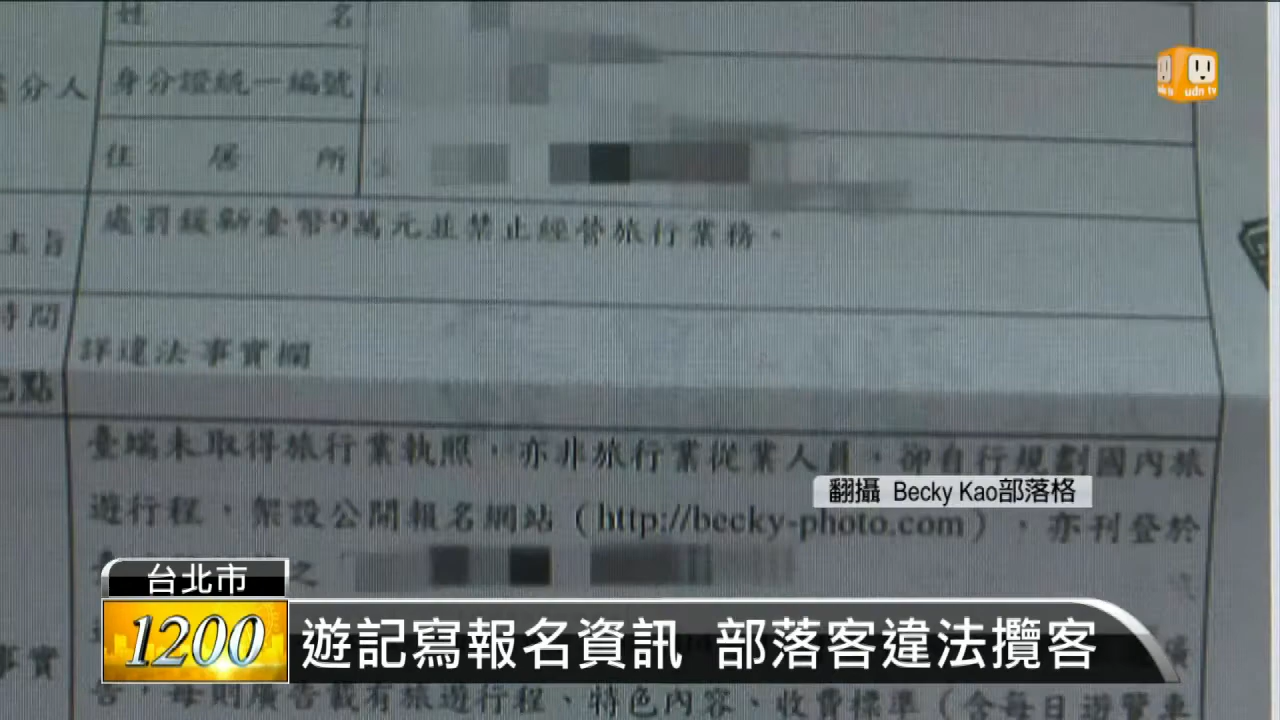 姓 名
udn tv
處分人
身分證統一編號
住 居 所
主旨
處罰鍰新臺幣9萬元並禁止經營旅行業務。
時間
詳違法事實欄
地點
臺端未取得旅行業執照,亦非旅行業從業人員,卻自行規劃國內旅
翻攝 Becky Kao部落格
遊行程,架設公開報名網站(http://becky-photo.com),亦刊登於
之
台北市
1200
遊記寫報名資訊 部落客違法攬客
廣
事實
告,每則廣告載有旅遊行程、特色內容、收費標準(含每日遊覽車